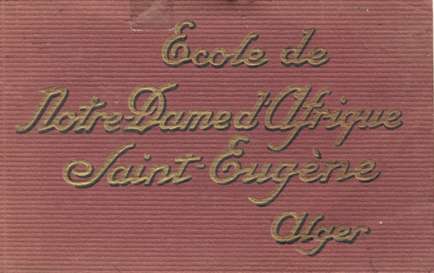 Ecole de
Notre-Dame d'Afrique
Saint-Eugène
Alger